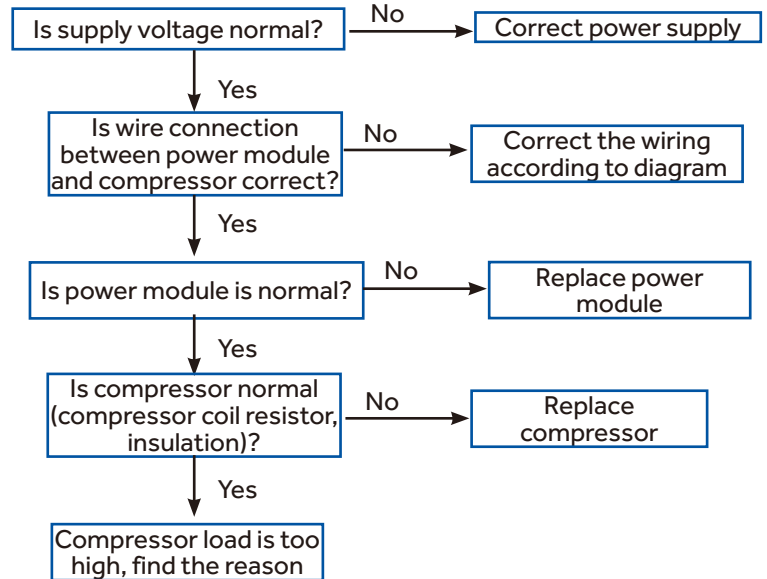 Is supply voltage normal?
No
Correct power supply
Yes
Is wire connection
between power module
and compressor correct?
No
Correct the wiring
according to diagram
Yes
Is power module is normal?
No
Replace power
module
Yes
Is compressor normal
(compressor coil resistor,
insulation)?
No
Replace
compressor
Yes
Compressor load is too
high, find the reason